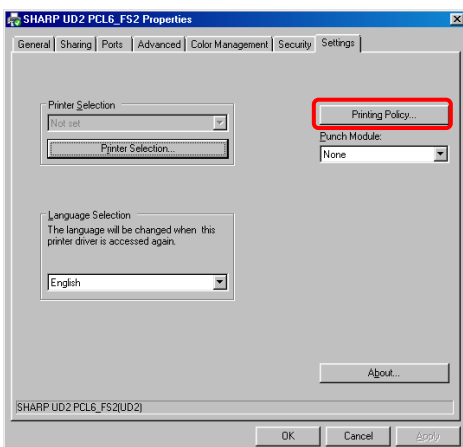 SHARP UD2 PCL6_FS2 Properties
General Sharing Ports Advanced Color Management Security Settings
Printer Selection
Not set
Printer Selection...
Printing Policy...
Punch Module:
None
Language Selection
The language will be changed when this
printer driver is accessed again.
English
About...
SHARP UD2 PCL6_FS2(UD2)
OK Cancel Apply